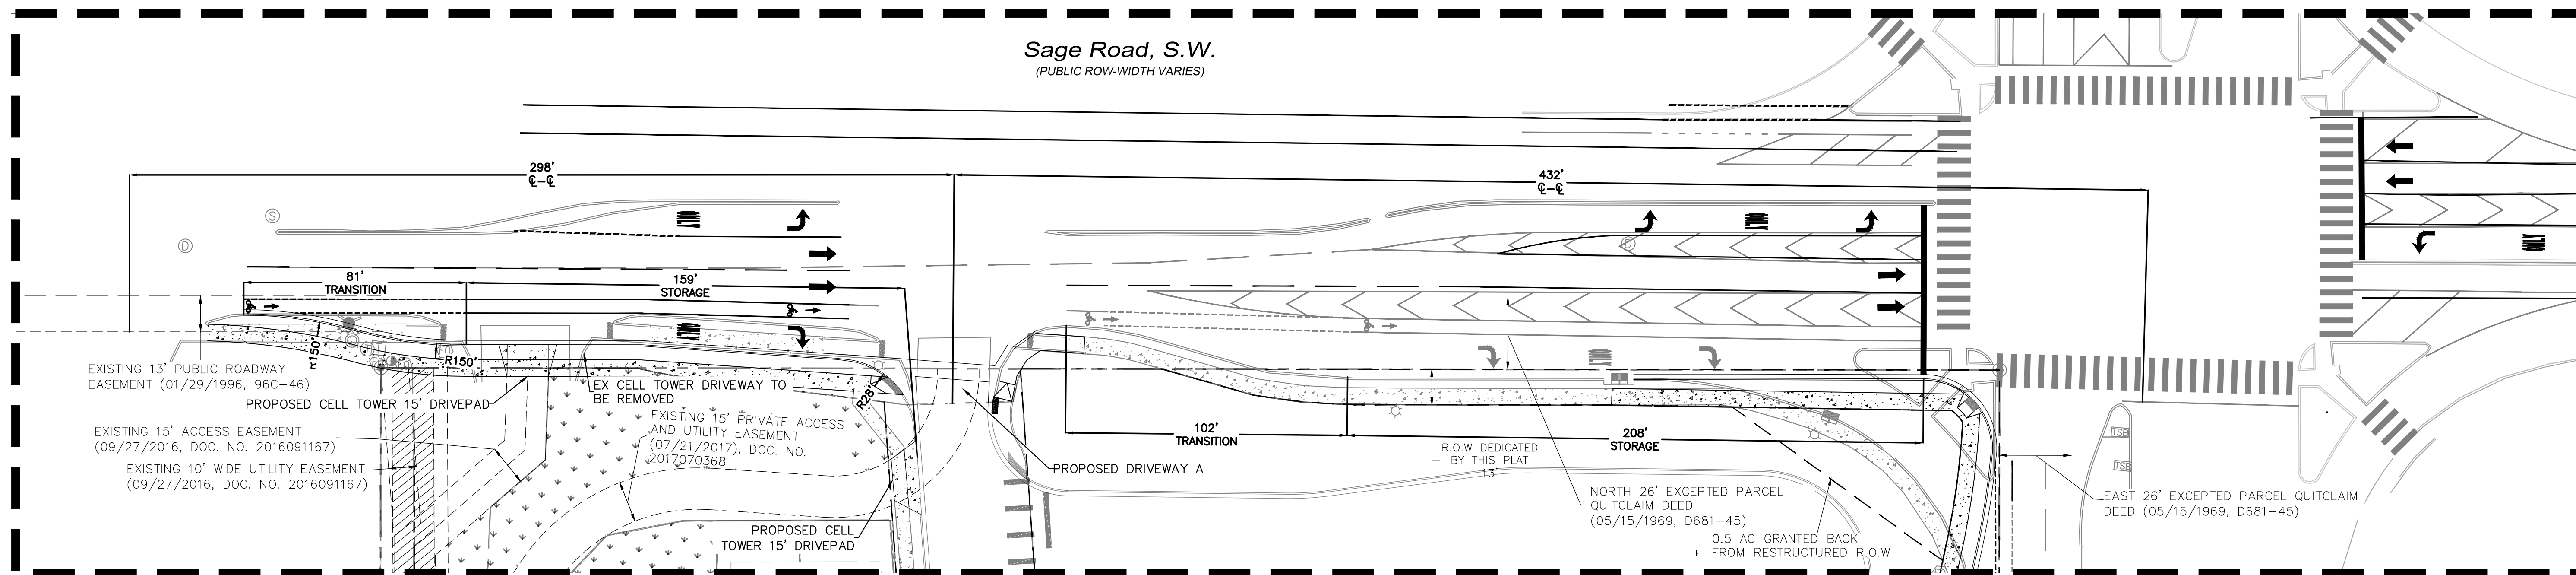 Sage Road, S.W.
(PUBLIC ROW-WIDTH VARIES)
298'
℄-℄
432'
℄-℄
S
D
ONLY
ONLY
D
ONLY
81'
TRANSITION
159'
STORAGE
ONLY
R150'
R150'
ONLY
EXISTING 13' PUBLIC ROADWAY
EASEMENT (01/29/1996, 96C-46)
PROPOSED CELL TOWER 15' DRIVEPAD
EX CELL TOWER DRIVEWAY TO
BE REMOVED
R28'
EXISTING 15' PRIVATE ACCESS
AND UTILITY EASEMENT
(07/21/2017), DOC. NO.
2017070368
EXISTING 15' ACCESS EASEMENT
(09/27/2016, DOC. NO. 2016091167)
EXISTING 10' WIDE UTILITY EASEMENT
(09/27/2016, DOC. NO. 2016091167)
PROPOSED DRIVEWAY A
PROPOSED CELL
TOWER 15' DRIVEPAD
102'
TRANSITION
208'
STORAGE
R.O.W DEDICATED
BY THIS PLAT
13'
NORTH 26' EXCEPTED PARCEL
QUITCLAIM DEED
(05/15/1969, D681-45)
0.5 AC GRANTED BACK
FROM RESTRUCTURED R.O.W
TSB
TSB
EAST 26' EXCEPTED PARCEL QUITCLAIM
DEED (05/15/1969, D681-45)